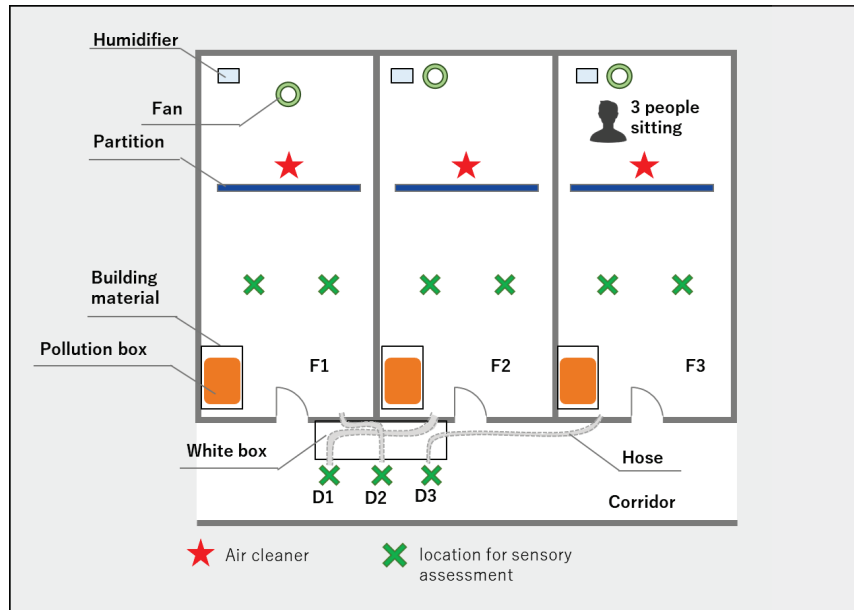 Humidifier
Fan
3 people
sitting
Partition
Building
material
Pollution box
F1
F2
F3
White box
Hose
D1
D2
D3
Corridor
Air cleaner
location for sensory
assessment